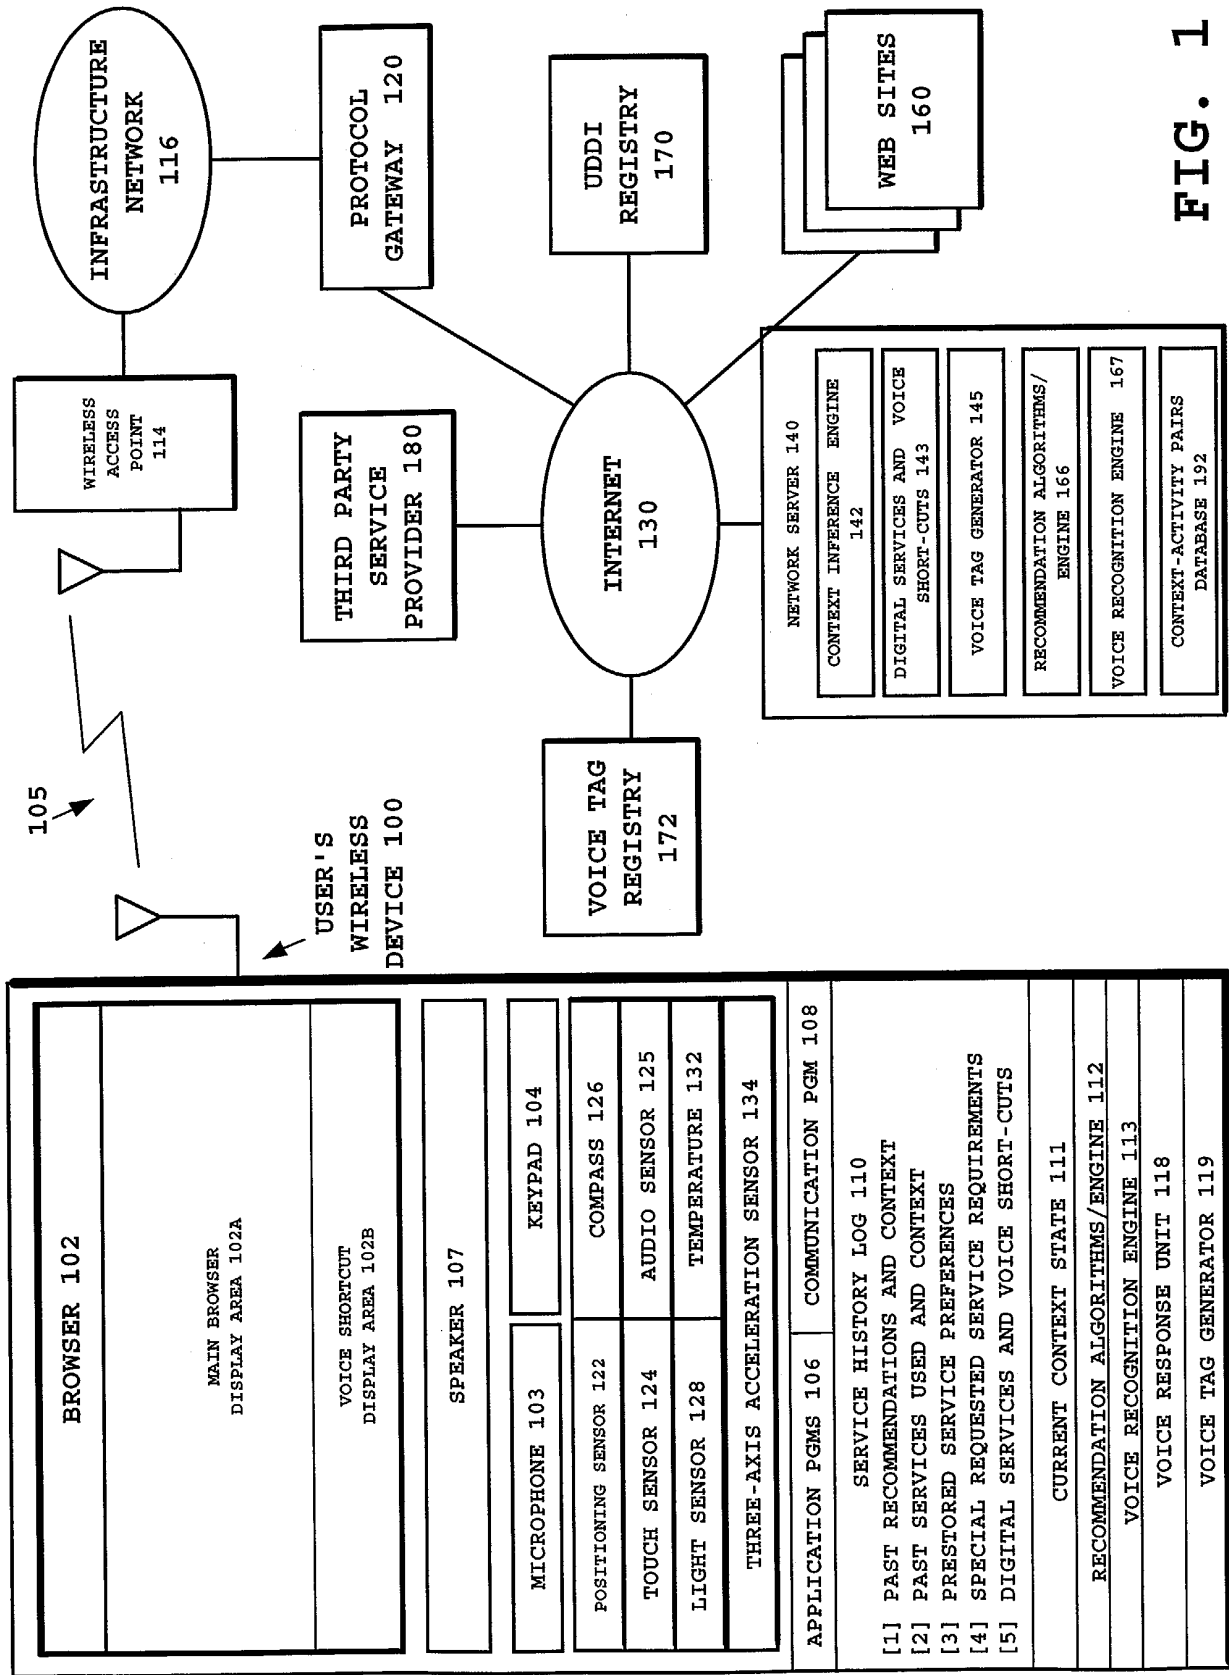 BROWSER 102
MAIN BROWSER
DISPLAY AREA 102A
VOICE SHORTCUT
DISPLAY AREA 102B
SPEAKER 107
MICROPHONE 103
KEYPAD 104
POSITIONING SENSOR 122
COMPASS 126
TOUCH SENSOR 124
AUDIO SENSOR 125
LIGHT SENSOR 128
TEMPERATURE 132
THREE-AXIS ACCELERATION SENSOR 134
APPLICATION PGMS 106
COMMUNICATION PGM 108
SERVICE HISTORY LOG 110
[1] PAST RECOMMENDATIONS AND CONTEXT
[2] PAST SERVICES USED AND CONTEXT
[3] PRESTORED SERVICE PREFERENCES
[4] SPECIAL REQUESTED SERVICE REQUIREMENTS
[5] DIGITAL SERVICES AND VOICE SHORT-CUTS
CURRENT CONTEXT STATE 111
RECOMMENDATION ALGORITHMS/ENGINE 112
VOICE RECOGNITION ENGINE 113
VOICE RESPONSE UNIT 118
VOICE TAG GENERATOR 119
105
USER'S
WIRELESS
DEVICE 100
WIRELESS
ACCESS
POINT
114
INFRASTRUCTURE
NETWORK
116
PROTOCOL
GATEWAY 120
THIRD PARTY
SERVICE
PROVIDER 180
INTERNET
130
UDDI
REGISTRY
170
VOICE TAG
REGISTRY
172
WEB SITES
160
NETWORK SERVER 140
CONTEXT INFERENCE ENGINE
142
DIGITAL SERVICES AND VOICE
SHORT-CUTS 143
VOICE TAG GENERATOR 145
RECOMMENDATION ALGORITHMS/
ENGINE 166
VOICE RECOGNITION ENGINE 167
CONTEXT-ACTIVITY PAIRS
DATABASE 192
FIG. 1